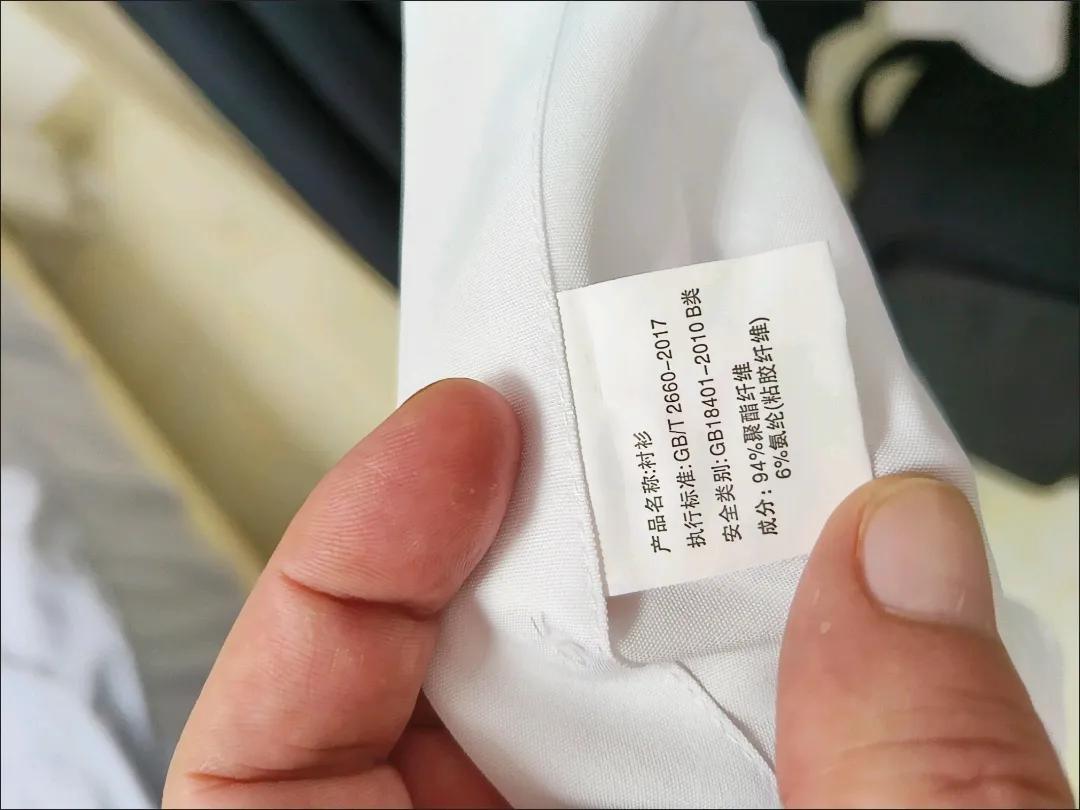 产品名称:衬衫
执行标准:GB/T2660-2017
安全类别:GB18401-2010 B类
成分：94%聚酯纤维
6%氨纶(粘胶纤维)